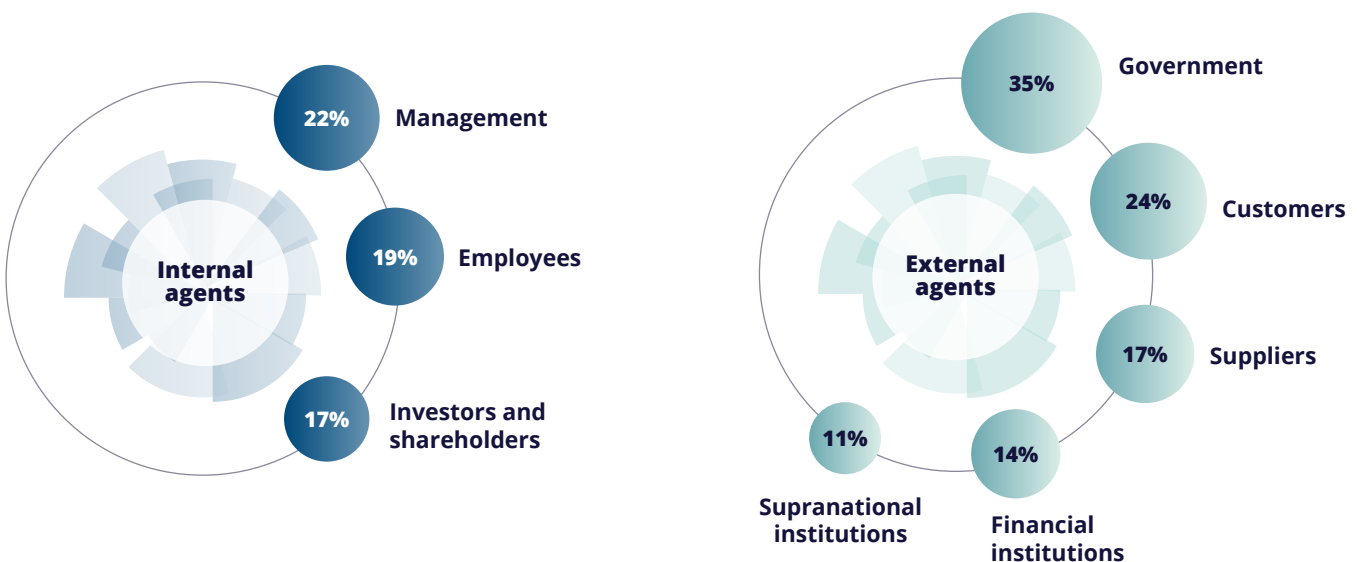 Internal
agents
22%
Management
19%
Employees
17%
Investors and
shareholders
External
agents
35%
Government
24%
Customers
17%
Suppliers
14%
Financial
institutions
11%
Supranational
institutions